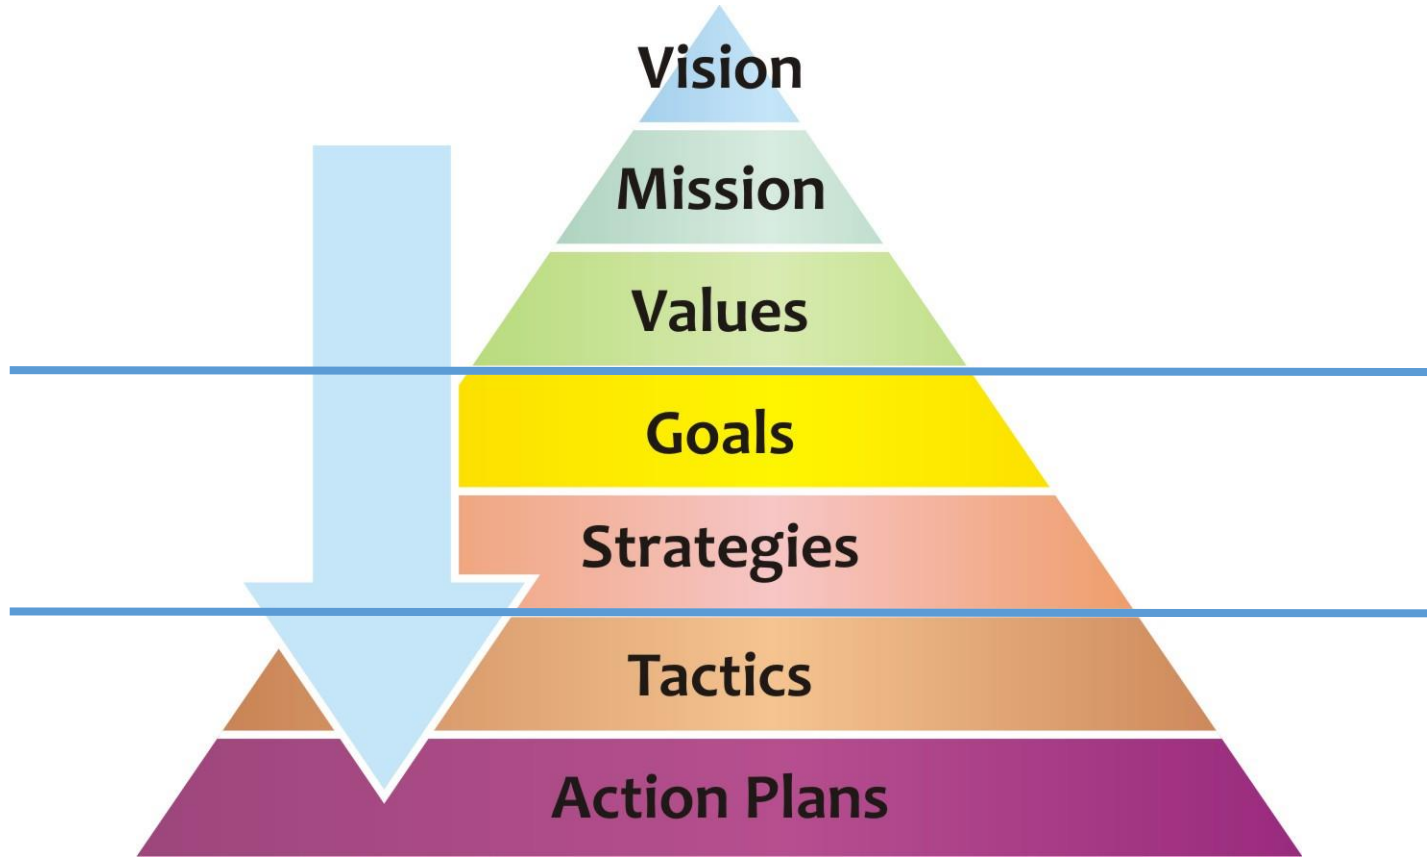 Vision
Mission
Values
Goals
Strategies
Tactics
Action Plans